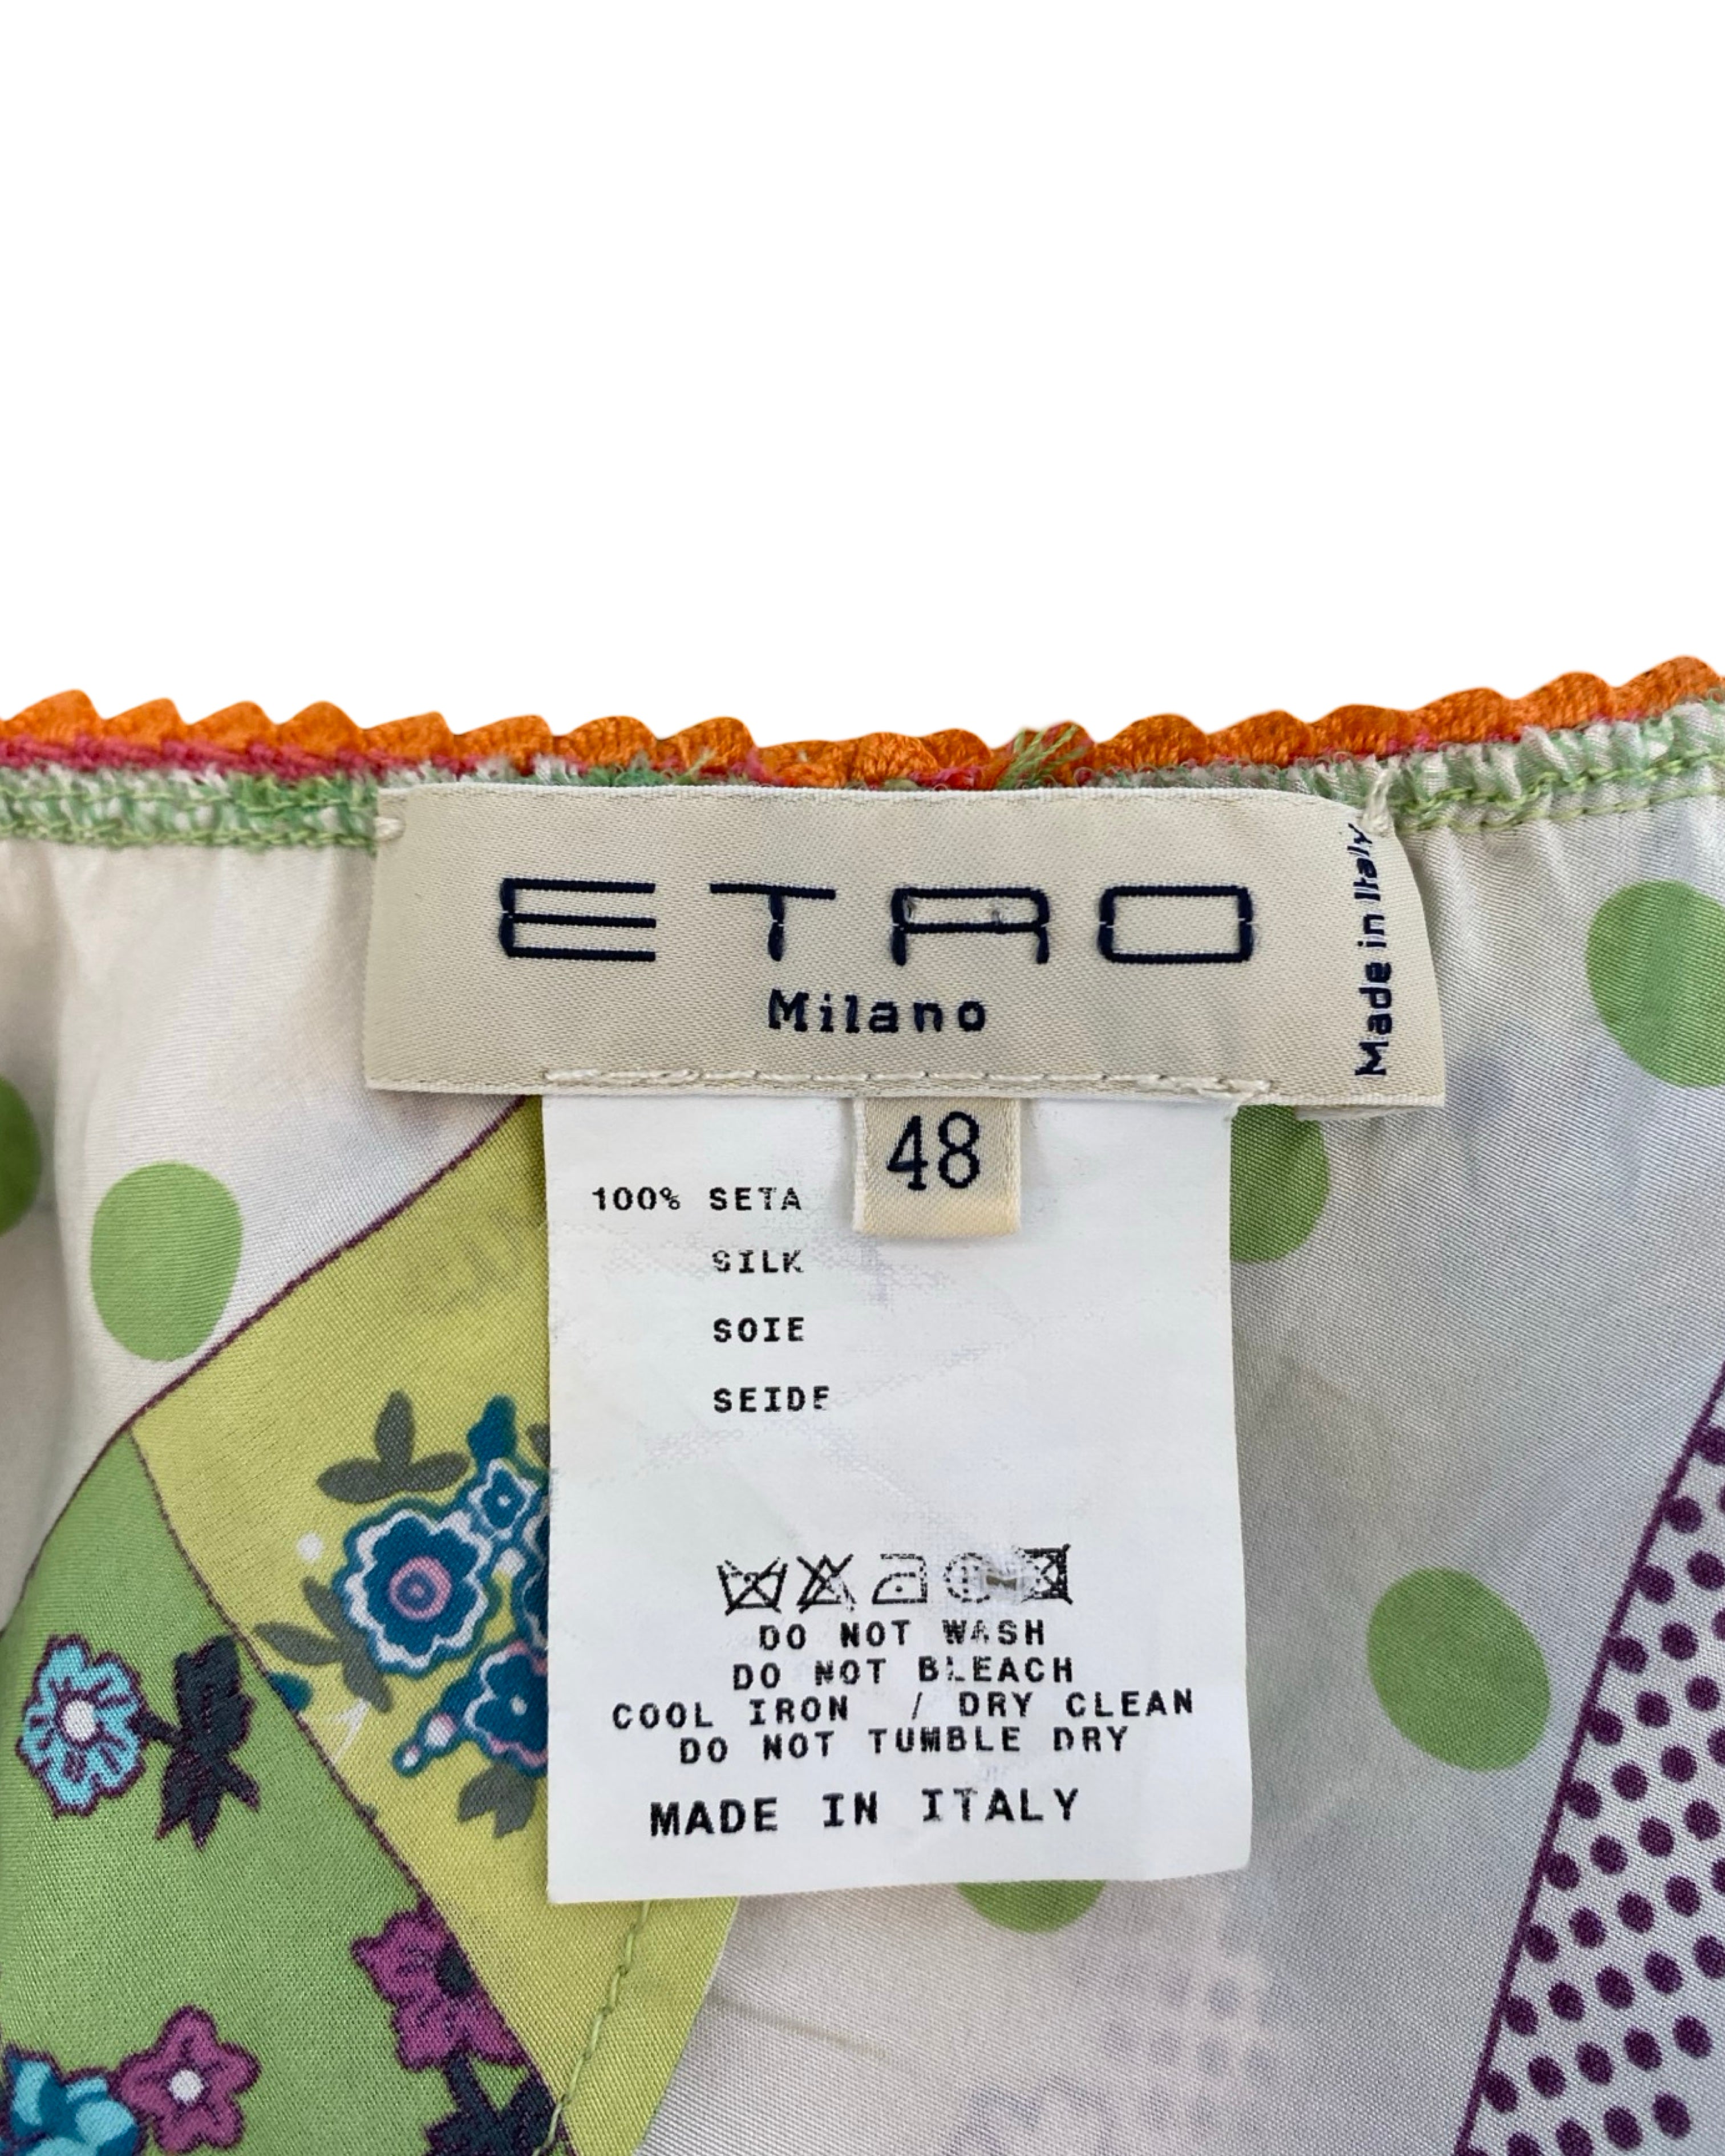 ETRO
Milano
Made in Italy
48
100% SETA
SILK
SOIE
SEIDE
DO NOT WASH
DO NOT BLEACH
COOL IRON / DRY CLEAN
DO NOT TUMBLE DRY
MADE IN ITALY